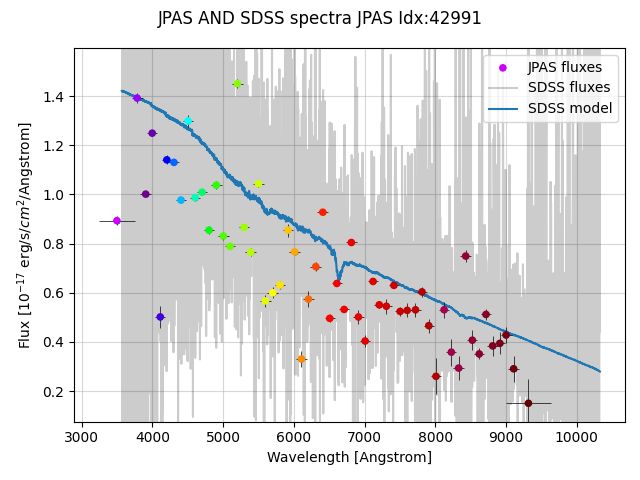 JPAS AND SDSS spectra JPAS Idx:42991
JPAS fluxes
SDSS fluxes
SDSS model
Flux [10⁻¹⁷ erg/s/cm²/Angstrom]
1.4
1.2
1.0
0.8
0.6
0.4
0.2
3000 4000 5000 6000 7000 8000 9000 10000
Wavelength [Angstrom]